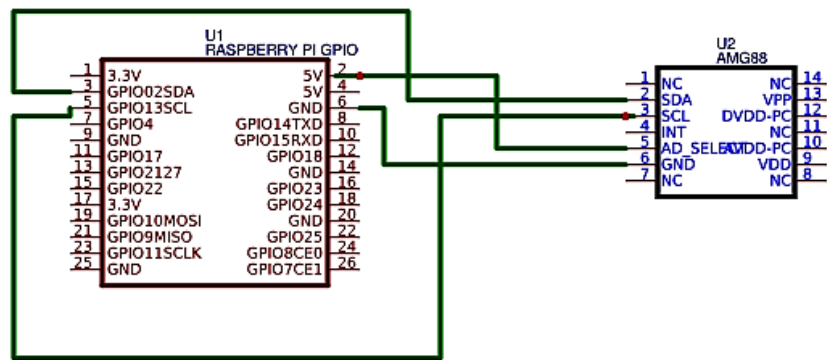 U1
RASPBERRY PI GPIO
1 3.3V 5V 2
3 GPIO02SDA 5V 4
5 GPIO13SCL GND 6
7 GPIO4 GPIO14TXD 8
9 GND GPIO15RXD 10
11 GPIO17 GPIO18 12
13 GPIO2127 GND 14
15 GPIO22 GPIO23 16
17 3.3V GPIO24 18
19 GPIO10MOSI GND 20
21 GPIO9MISO GPIO25 22
23 GPIO11SCLK GPIO8CE0 24
25 GND GPIO7CE1 26
U2
AMG88
1 NC NC 14
2 SDA VPP 13
3 SCL DVDD-PC 12
4 INT NC 11
5 AD_SELECT AVDD-PC 10
6 GND VDD 9
7 NC NC 8